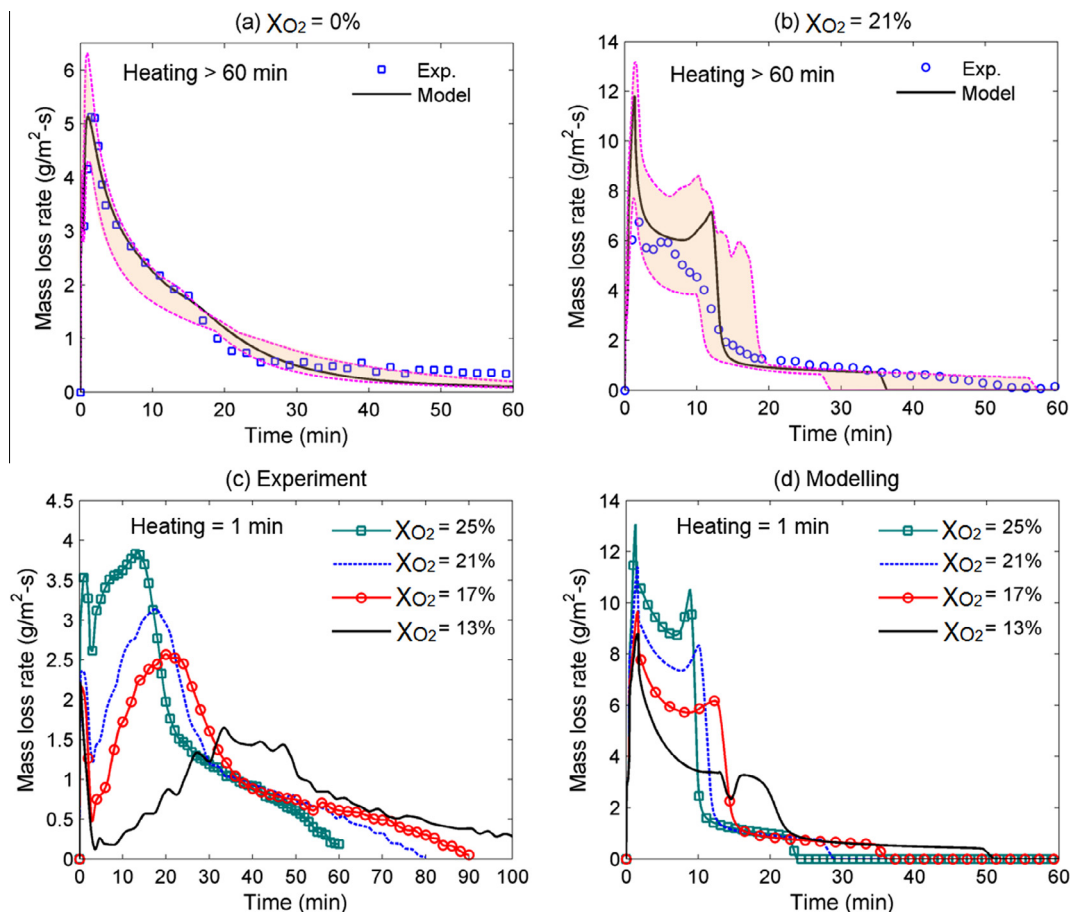 (a) XO2 = 0%
Heating > 60 min
Exp.
Model
Mass loss rate (g/m²-s)
6
5
4
3
2
1
0
0 10 20 30 40 50 60
Time (min)
(b) XO2 = 21%
Heating > 60 min
Exp.
Model
Mass loss rate (g/m²-s)
14
12
10
8
6
4
2
0
0 10 20 30 40 50 60
Time (min)
(c) Experiment
Heating = 1 min
XO2 = 25%
XO2 = 21%
XO2 = 17%
XO2 = 13%
Mass loss rate (g/m²-s)
4.5
4
3.5
3
2.5
2
1.5
1
0.5
0
0 10 20 30 40 50 60 70 80 90 100
Time (min)
(d) Modelling
Heating = 1 min
XO2 = 25%
XO2 = 21%
XO2 = 17%
XO2 = 13%
Mass loss rate (g/m²-s)
14
12
10
8
6
4
2
0
0 10 20 30 40 50 60
Time (min)